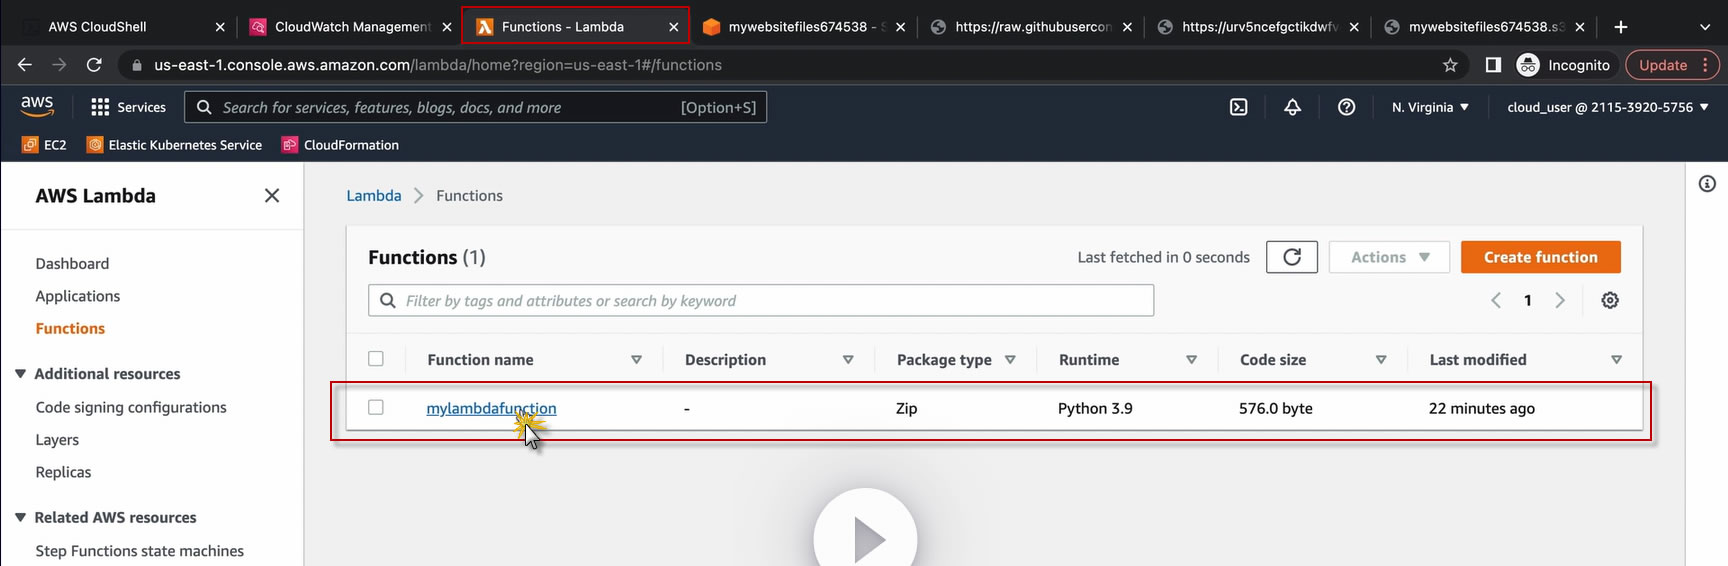 AWS CloudShell
CloudWatch Management
Functions - Lambda
mywebsitefiles674538 - S
https://raw.githubusercon
https://urv5ncefgctikdwfv
mywebsitefiles674538.s3
us-east-1.console.aws.amazon.com/lambda/home?region=us-east-1#/functions
Incognito
Update
aws
Services
Search for services, features, blogs, docs, and more
[Option+S]
N. Virginia
cloud_user @ 2115-3920-5756
EC2
Elastic Kubernetes Service
CloudFormation
AWS Lambda
Dashboard
Applications
Functions
Additional resources
Code signing configurations
Layers
Replicas
Related AWS resources
Step Functions state machines
Lambda > Functions
Functions (1)
Last fetched in 0 seconds
Actions
Create function
Filter by tags and attributes or search by keyword
1
Function name Description Package type Runtime Code size Last modified
mylambdafunction - Zip Python 3.9 576.0 byte 22 minutes ago